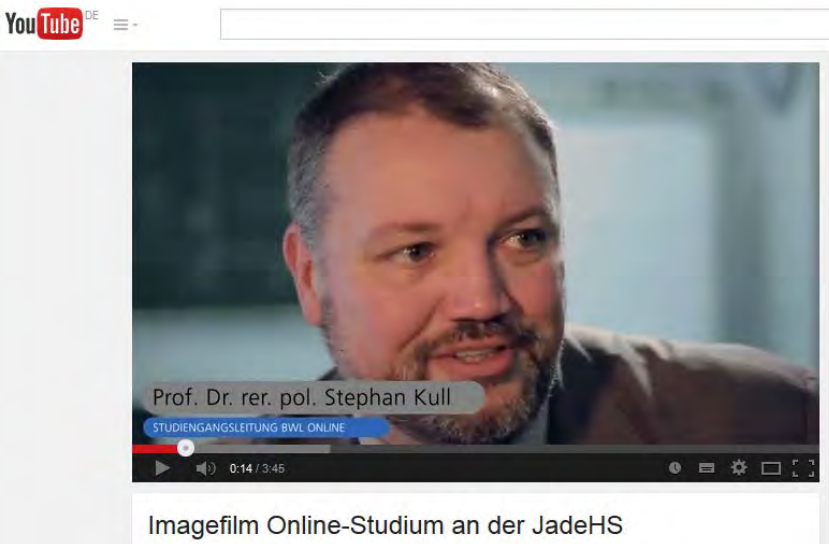 YouTube DE
Prof. Dr. rer. pol. Stephan Kull
STUDIENGANGSLEITUNG BWL ONLINE
0:14 / 3:45
Imagefilm Online-Studium an der JadeHS